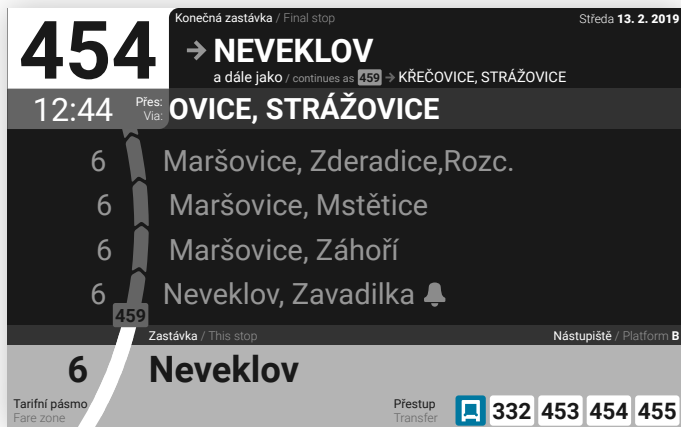 454
Konečná zastávka / Final stop
Středa 13. 2. 2019
NEVEKLOV
a dále jako / continues as 459 → KŘEČOVICE, STRÁŽOVICE
12:44
Přes:
Via:
OVICE, STRÁŽOVICE
6 Maršovice, Zderadice,Rozc.
6 Maršovice, Mstětice
6 Maršovice, Záhoří
6 Neveklov, Zavadilka
459
Zastávka / This stop
Nástupiště / Platform B
6 Neveklov
Tarifní pásmo
Fare zone
Přestup
Transfer
332 453 454 455